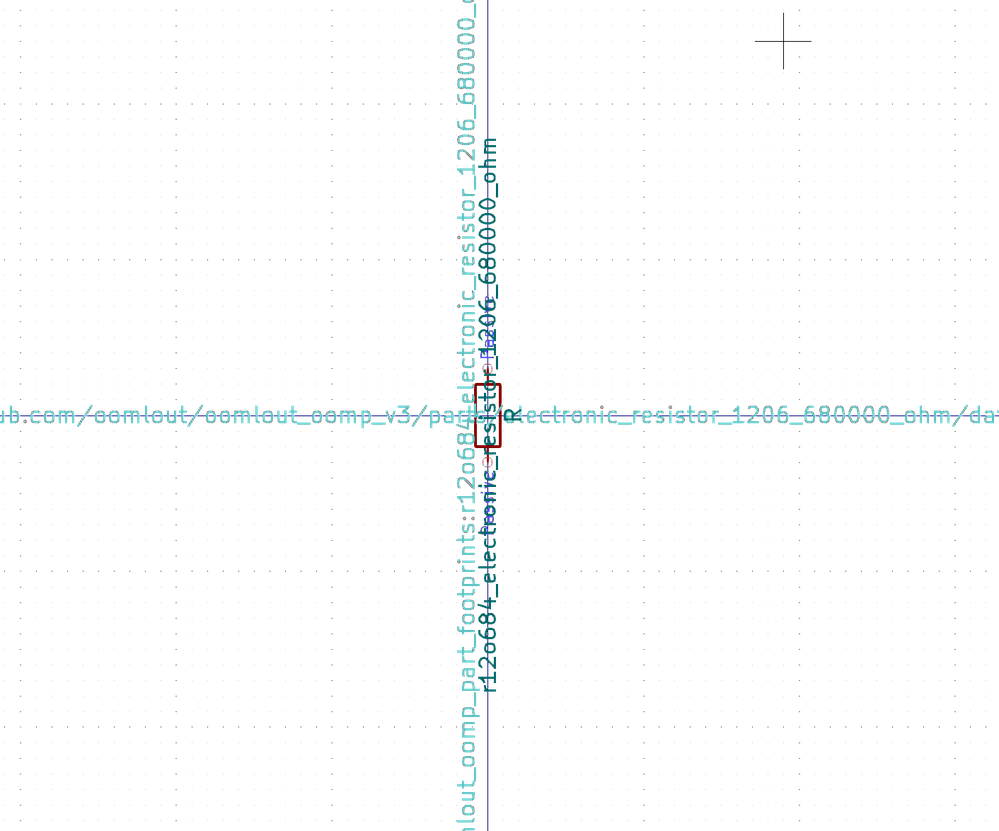 oomlout_oomp_part_footprints:r12o684_electronic_resistor_1206_680000_o
r12o684_electronic_resistor_1206_680000_ohm
R
ub.com/oomlout/oomlout_oomp_v3/parts/electronic_resistor_1206_680000_ohm/da